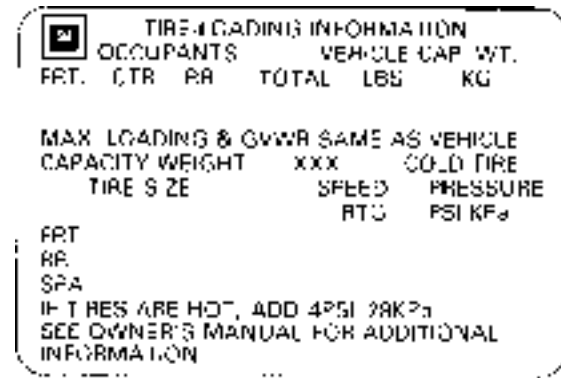 TIRE-LOADING INFORMATION
OCCUPANTS VEHICLE CAP. WT.
FRT. CTR. RR. TOTAL LBS. KG
MAX. LOADING & GVWR SAME AS VEHICLE
CAPACITY WEIGHT XXX COLD TIRE
TIRE SIZE SPEED PRESSURE
RTG PSI/KPa
FRT.
RR.
SPA.
IF TIRES ARE HOT, ADD 4PSI/28KPa
SEE OWNER'S MANUAL FOR ADDITIONAL
INFORMATION